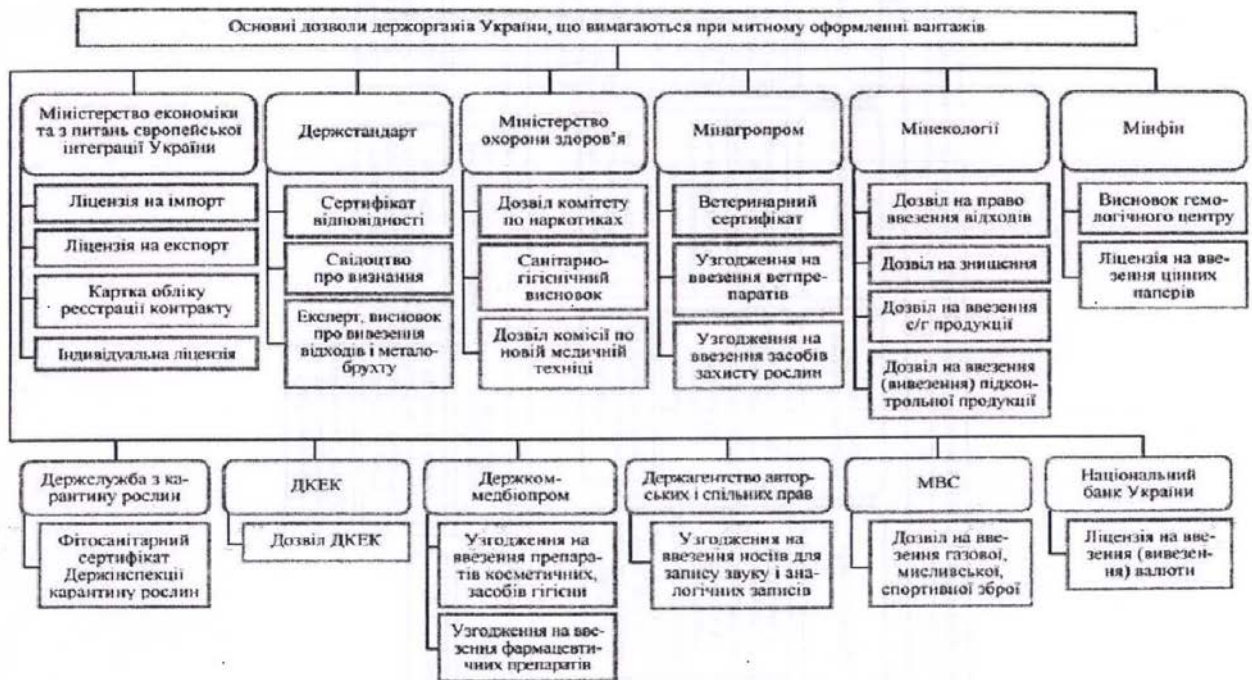 Основні дозволи держорганів України, що вимагаються при митному оформленні вантажів
Міністерство економіки
та з питань європейської
інтеграції України
Ліцензія на імпорт
Ліцензія на експорт
Картка обліку
реєстрації контракту
Індивідуальна ліцензія
Держстандарт
Сертифікат
відповідності
Свідоцтво
про визнання
Експерт, висновок
про вивезення
відходів і метало-
брухту
Міністерство
охорони здоров’я
Дозвіл комітету
по наркотиках
Санітарно-
гігієнічний
висновок
Дозвіл комісії по
новій медичній
техніці
Мінагропром
Ветеринарний
сертифікат
Узгодження на
ввезення ветпре-
паратів
Узгодження на
ввезення засобів
захисту рослин
Мінекології
Дозвіл на право
ввезення відходів
Дозвіл на знищення
Дозвіл на ввезення
с/г продукції
Дозвіл на ввезення
(вивезення) підкон-
трольної продукції
Мінфін
Висновок гемо-
логічного центру
Ліцензія на вве-
зення цінних
паперів
Держслужба з ка-
рантину рослин
Фітосанітарний
сертифікат
Держінспекції
карантину рослин
ДКЕК
Дозвіл ДКЕК
Держком-
медбіопром
Узгодження на
ввезення препара-
тів косметичних,
засобів гігієни
Узгодження на вве-
зення фармацевти-
чних препаратів
Держагентство автор-
ських і спільних прав
Узгодження на
ввезення носіїв для
запису звуку і ана-
логічних записів
МВС
Дозвіл на вве-
зення газової,
мисливської,
спортивної зброї
Національний
банк України
Ліцензія на вве-
зення (вивезен-
ня) валюти